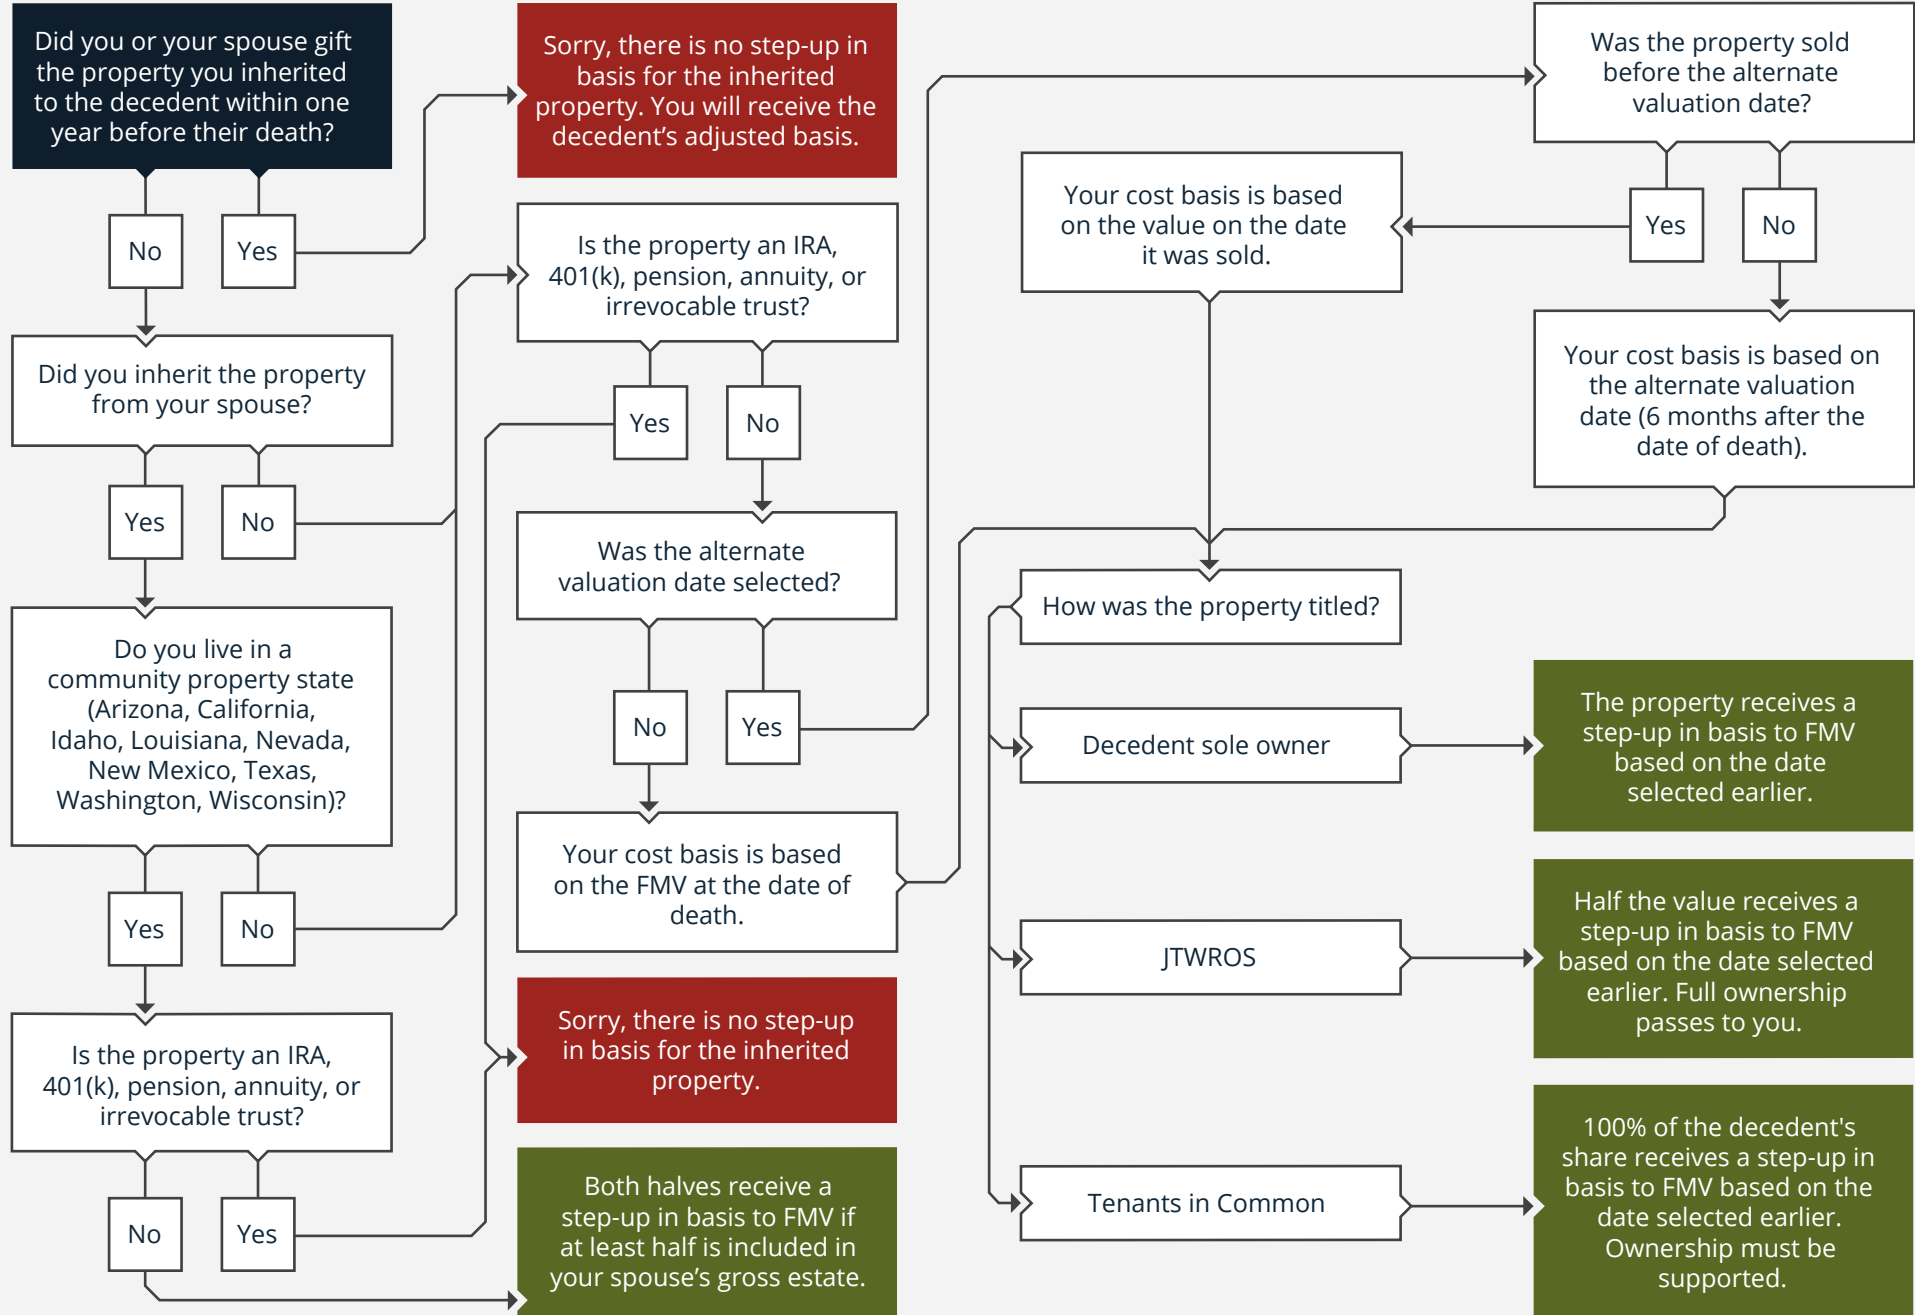 Did you or your spouse gift
the property you inherited
to the decedent within one
year before their death?
No
Yes
Did you inherit the property
from your spouse?
Yes
No
Do you live in a
community property state
(Arizona, California,
Idaho, Louisiana, Nevada,
New Mexico, Texas,
Washington, Wisconsin)?
Yes
No
Is the property an IRA,
401(k), pension, annuity, or
irrevocable trust?
No
Yes
Sorry, there is no step-up in
basis for the inherited
property. You will receive the
decedent’s adjusted basis.
Is the property an IRA,
401(k), pension, annuity, or
irrevocable trust?
Yes
No
Was the alternate
valuation date selected?
No
Yes
Your cost basis is based
on the FMV at the date of
death.
Sorry, there is no step-up
in basis for the inherited
property.
Both halves receive a
step-up in basis to FMV if
at least half is included in
your spouse’s gross estate.
Was the property sold
before the alternate
valuation date?
Yes
No
Your cost basis is based
on the value on the date
it was sold.
Your cost basis is based on
the alternate valuation
date (6 months after the
date of death).
How was the property titled?
Decedent sole owner
The property receives a
step-up in basis to FMV
based on the date
selected earlier.
JTWROS
Half the value receives a
step-up in basis to FMV
based on the date selected
earlier. Full ownership
passes to you.
Tenants in Common
100% of the decedent's
share receives a step-up in
basis to FMV based on the
date selected earlier.
Ownership must be
supported.